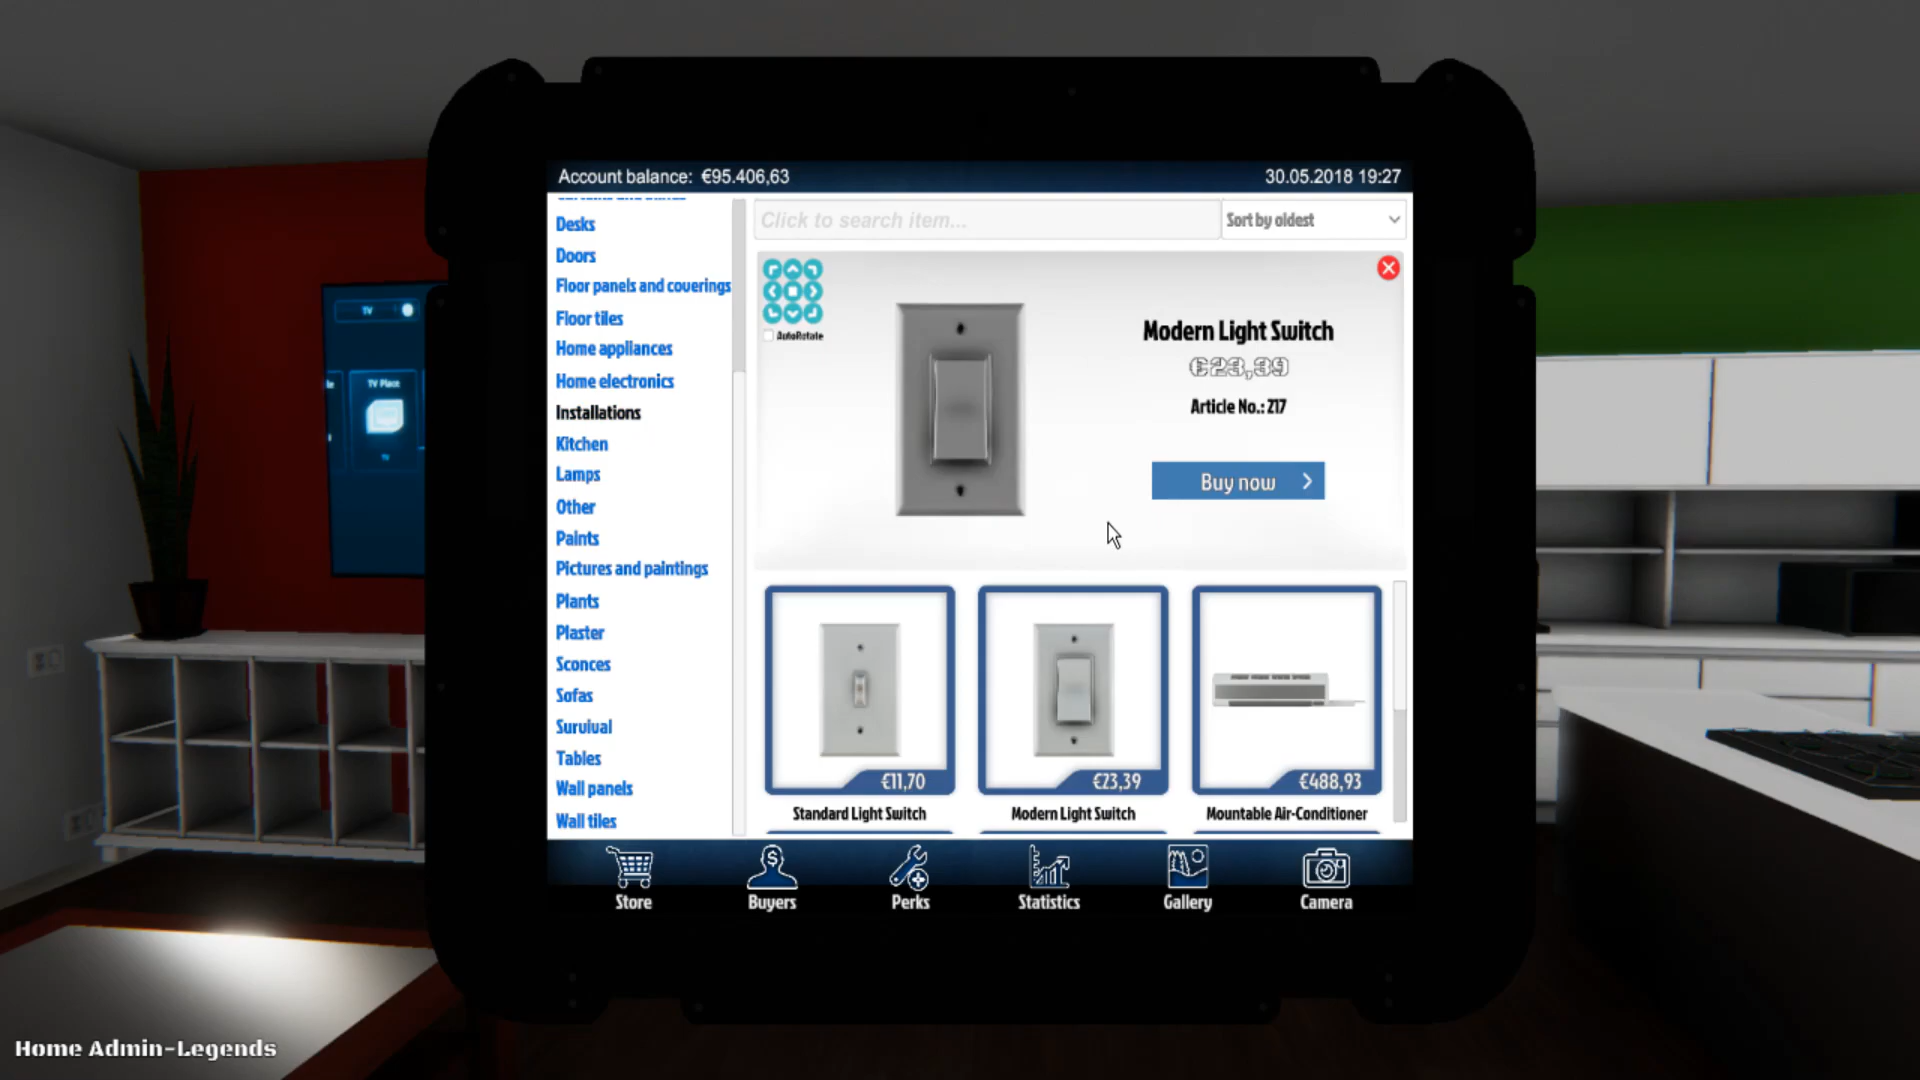 Account balance: €95.406,63
30.05.2018 19:27
Desks
Doors
Floor panels and coverings
Floor tiles
Home appliances
Home electronics
Installations
Kitchen
Lamps
Other
Paints
Pictures and paintings
Plants
Plaster
Sconces
Sofas
Survival
Tables
Wall panels
Wall tiles
Click to search item...
Sort by oldest
AutoRotate
Modern Light Switch
€23,39
Article No.: 217
Buy now
€11,70
€23,39
€488,93
Standard Light Switch
Modern Light Switch
Mountable Air-Conditioner
Store
Buyers
Perks
Statistics
Gallery
Camera
TV
TV Place
TV
Home Admin-Legends